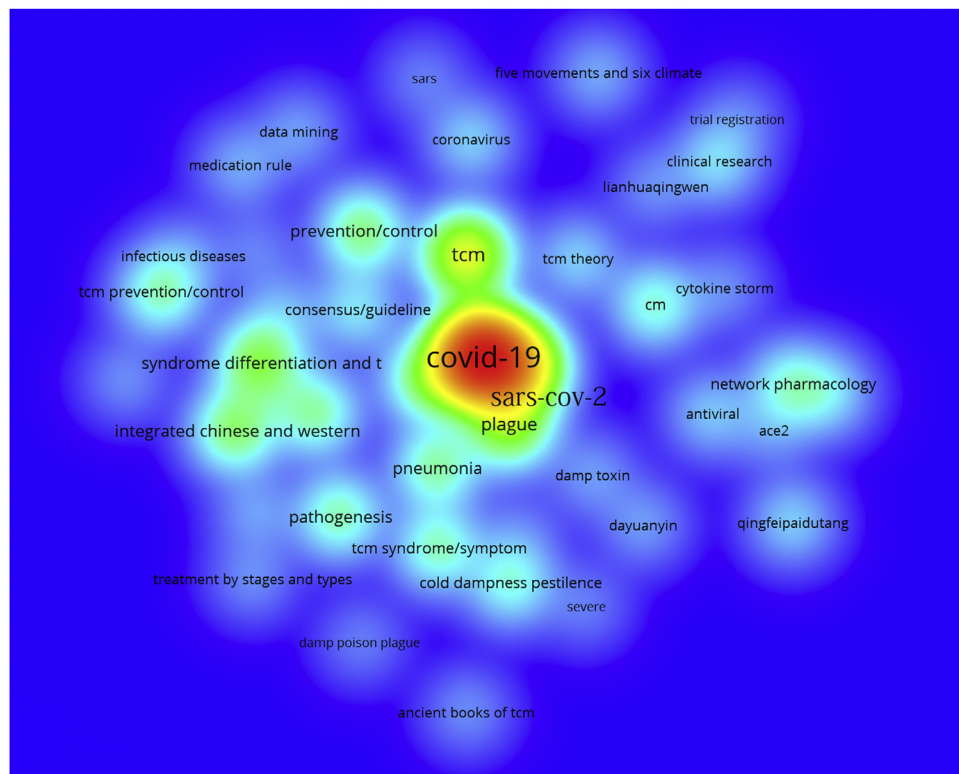 five movements and six climate
sars
trial registration
data mining
coronavirus
clinical research
medication rule
lianhuaqingwen
prevention/control
tcm
infectious diseases
tcm theory
tcm prevention/control
cytokine storm
cm
consensus/guideline
covid-19
syndrome differentiation and t
network pharmacology
sars-cov-2
antiviral
plague
integrated chinese and western
ace2
pneumonia
damp toxin
pathogenesis
dayuanyin
qingfeipaidutang
tcm syndrome/symptom
treatment by stages and types
cold dampness pestilence
severe
damp poison plague
ancient books of tcm